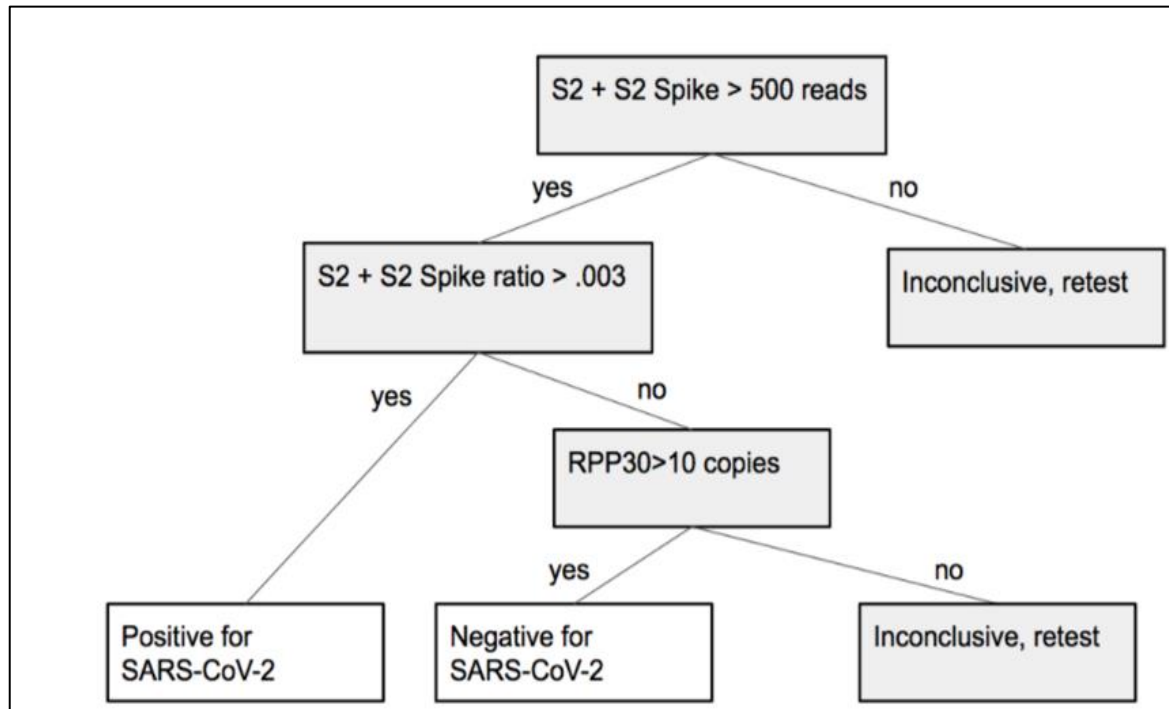 S2 + S2 Spike > 500 reads
yes
no
S2 + S2 Spike ratio > .003
Inconclusive, retest
yes
no
RPP30>10 copies
yes
no
Positive for
SARS-CoV-2
Negative for
SARS-CoV-2
Inconclusive, retest